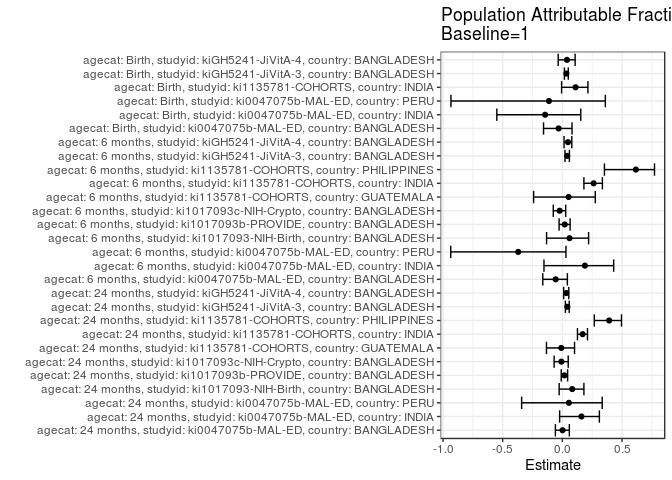 Population Attributable Fracti
Baseline=1
agecat: Birth, studyid: kiGH5241-JiVitA-4, country: BANGLADESH
agecat: Birth, studyid: kiGH5241-JiVitA-3, country: BANGLADESH
agecat: Birth, studyid: ki1135781-COHORTS, country: INDIA
agecat: Birth, studyid: ki0047075b-MAL-ED, country: PERU
agecat: Birth, studyid: ki0047075b-MAL-ED, country: INDIA
agecat: Birth, studyid: ki0047075b-MAL-ED, country: BANGLADESH
agecat: 6 months, studyid: kiGH5241-JiVitA-4, country: BANGLADESH
agecat: 6 months, studyid: kiGH5241-JiVitA-3, country: BANGLADESH
agecat: 6 months, studyid: ki1135781-COHORTS, country: PHILIPPINES
agecat: 6 months, studyid: ki1135781-COHORTS, country: INDIA
agecat: 6 months, studyid: ki1135781-COHORTS, country: GUATEMALA
agecat: 6 months, studyid: ki1017093c-NIH-Crypto, country: BANGLADESH
agecat: 6 months, studyid: ki1017093b-PROVIDE, country: BANGLADESH
agecat: 6 months, studyid: ki1017093-NIH-Birth, country: BANGLADESH
agecat: 6 months, studyid: ki0047075b-MAL-ED, country: PERU
agecat: 6 months, studyid: ki0047075b-MAL-ED, country: INDIA
agecat: 6 months, studyid: ki0047075b-MAL-ED, country: BANGLADESH
agecat: 24 months, studyid: kiGH5241-JiVitA-4, country: BANGLADESH
agecat: 24 months, studyid: kiGH5241-JiVitA-3, country: BANGLADESH
agecat: 24 months, studyid: ki1135781-COHORTS, country: PHILIPPINES
agecat: 24 months, studyid: ki1135781-COHORTS, country: INDIA
agecat: 24 months, studyid: ki1135781-COHORTS, country: GUATEMALA
agecat: 24 months, studyid: ki1017093c-NIH-Crypto, country: BANGLADESH
agecat: 24 months, studyid: ki1017093b-PROVIDE, country: BANGLADESH
agecat: 24 months, studyid: ki1017093-NIH-Birth, country: BANGLADESH
agecat: 24 months, studyid: ki0047075b-MAL-ED, country: PERU
agecat: 24 months, studyid: ki0047075b-MAL-ED, country: INDIA
agecat: 24 months, studyid: ki0047075b-MAL-ED, country: BANGLADESH
-1.0 -0.5 0.0 0.5
Estimate